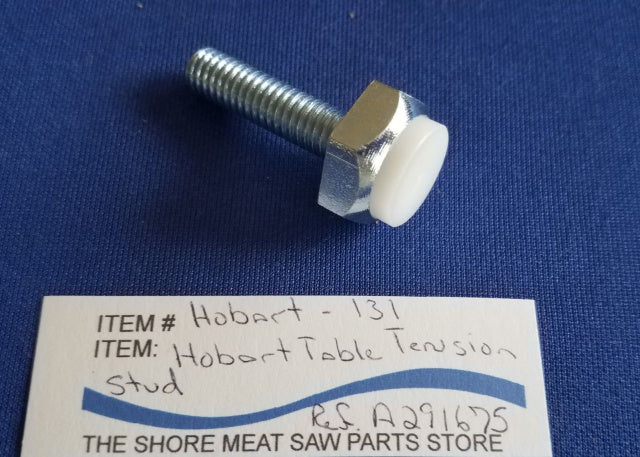 ITEM # Hobart - 131
ITEM: Hobart Table Tension
Stud
Ref. A291675
THE SHORE MEAT SAW PARTS STORE